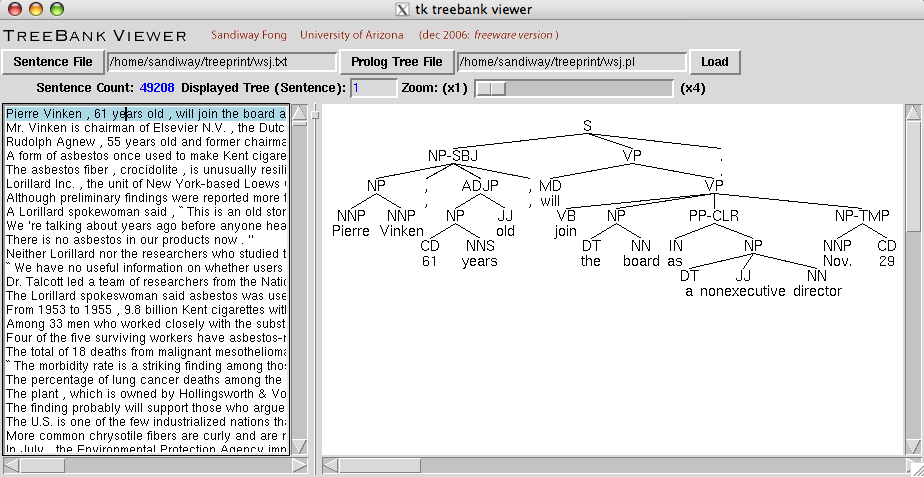 tk treebank viewer
TREEBANK VIEWER Sandiway Fong University of Arizona (dec 2006: freeware version )
Sentence File /home/sandiway/treeprint/wsj.txt Prolog Tree File /home/sandiway/treeprint/wsj.pl Load
Sentence Count: 49208 Displayed Tree (Sentence): 1 Zoom: (x1) (x4)
Pierre Vinken , 61 years old , will join the board a
Mr. Vinken is chairman of Elsevier N.V. , the Dutc
Rudolph Agnew , 55 years old and former chairma
A form of asbestos once used to make Kent cigare
The asbestos fiber , crocidolite , is unusually resili
Lorillard Inc. , the unit of New York-based Loews
Although preliminary findings were reported more
A Lorillard spokewoman said , `` This is an old stor
We 're talking about years ago before anyone hea
There is no asbestos in our products now . ''
Neither Lorillard nor the researchers who studied t
`` We have no useful information on whether users
Dr. Talcott led a team of researchers from the Natic
The Lorillard spokeswoman said asbestos was use
From 1953 to 1955 , 9.8 billion Kent cigarettes wit
Among 33 men who worked closely with the subst
Four of the five surviving workers have asbestos-r
The total of 18 deaths from malignant mesothelioma
`` The morbidity rate is a striking finding among tho
The percentage of lung cancer deaths among the
The plant , which is owned by Hollingsworth & Vo
The finding probably will support those who argue
The U.S. is one of the few industrialized nations th
More common chrysotile fibers are curly and are r
In July , the Environmental Protection Agency imp
S
NP-SBJ VP .
NP , ADJP , MD VP
, , will
NNP NNP NP JJ VB NP PP-CLR NP-TMP
Pierre Vinken old join
CD NNS DT NN IN NP NNP CD
61 years the board as Nov. 29
DT JJ NN
a nonexecutive director